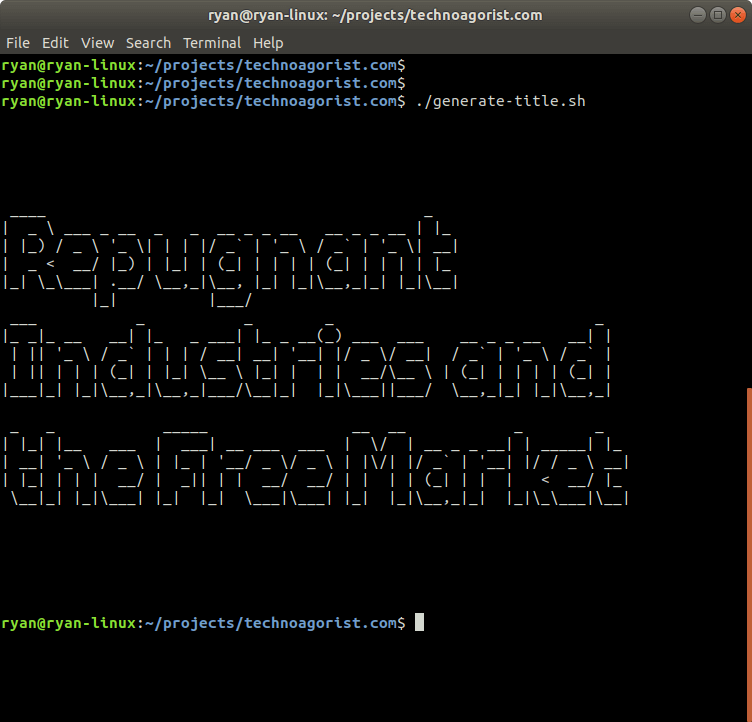 ryan@ryan-linux: ~/projects/technoagorist.com
File Edit View Search Terminal Help
ryan@ryan-linux:~/projects/technoagorist.com$
ryan@ryan-linux:~/projects/technoagorist.com$
ryan@ryan-linux:~/projects/technoagorist.com$ ./generate-title.sh
Repugnant
Industries and
the Free Market
ryan@ryan-linux:~/projects/technoagorist.com$